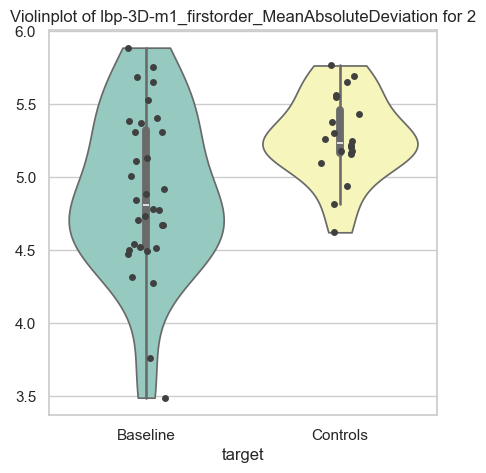 Violinplot of lbp-3D-m1_firstorder_MeanAbsoluteDeviation for 2
6.0
5.5
5.0
4.5
4.0
3.5
Baseline Controls
target